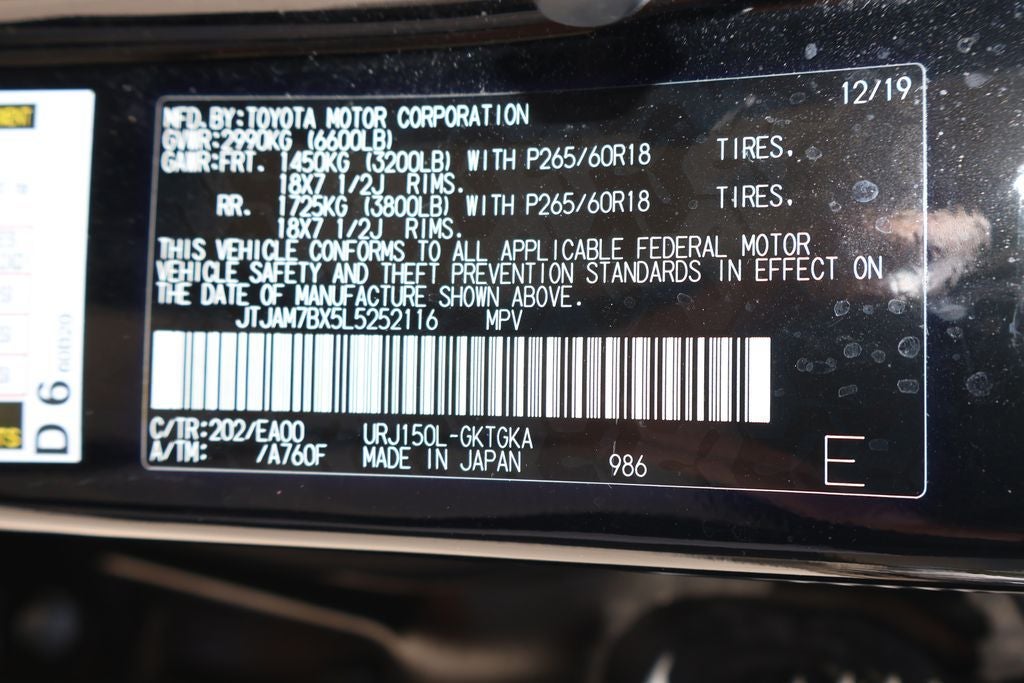 12/19
MFD.BY:TOYOTA MOTOR CORPORATION
GVWR:2990KG (6600LB)
GAWR:FRT. 1450KG (3200LB) WITH P265/60R18 TIRES,
18X7 1/2J RIMS.
RR. 1725KG (3800LB) WITH P265/60R18 TIRES,
18X7 1/2J RIMS.
THIS VEHICLE CONFORMS TO ALL APPLICABLE FEDERAL MOTOR
VEHICLE SAFETY AND THEFT PREVENTION STANDARDS IN EFFECT ON
THE DATE OF MANUFACTURE SHOWN ABOVE.
JTJAM7BX5L5252116 MPV
C/TR:202/EA00 URJ150L-GKTGKA
A/TM: /A760F MADE IN JAPAN 986
E
D6